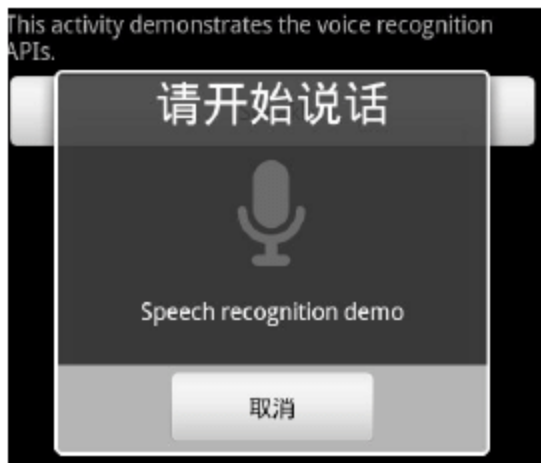 This activity demonstrates the voice recognition
APIs.
请开始说话
Speech recognition demo
取消